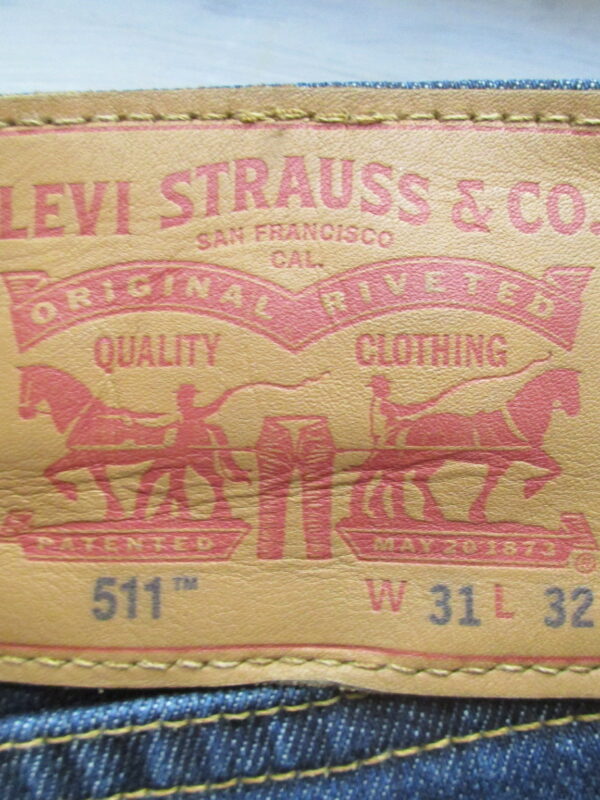 LEVI STRAUSS & CO.
SAN FRANCISCO
CAL.
ORIGINAL RIVETED
QUALITY CLOTHING
PATENTED MAY 20 1873 ®
511™ W 31 L 32